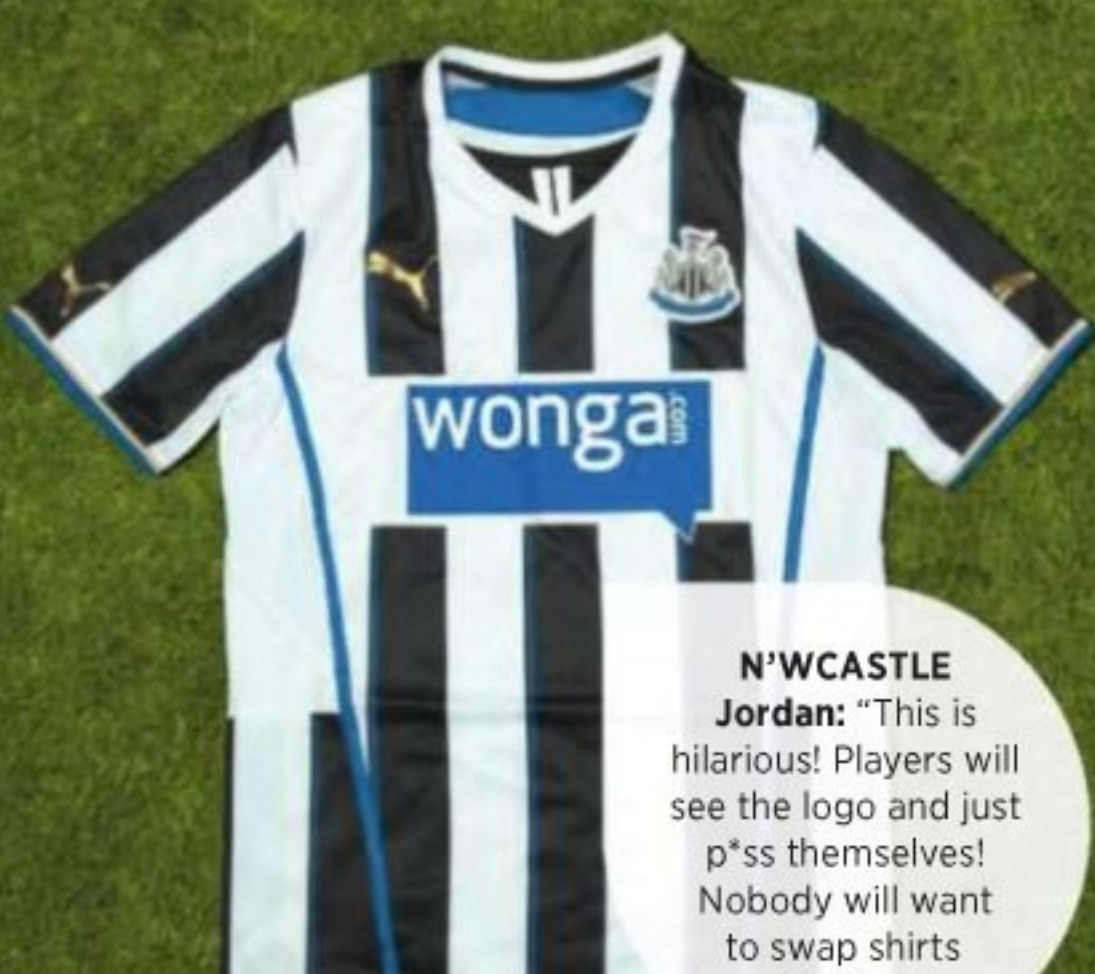 wonga.com
N'WCASTLE
Jordan: “This is
hilarious! Players will
see the logo and just
p*ss themselves!
Nobody will want
to swap shirts